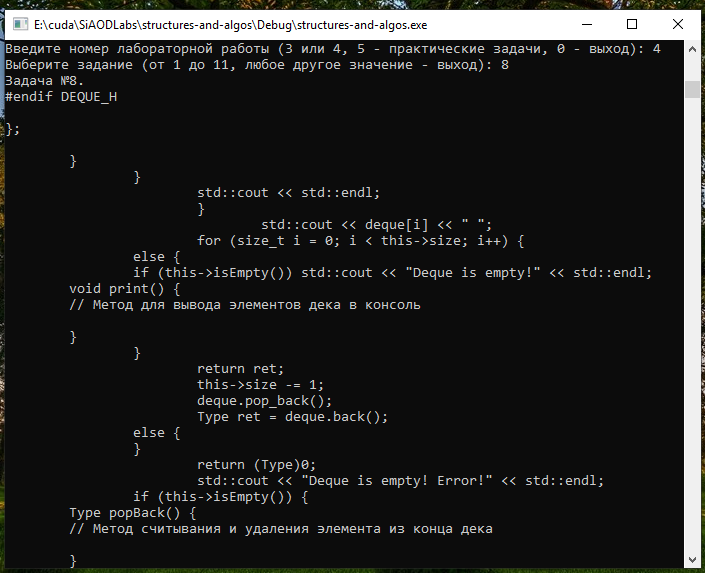 E:\cuda\SiAODLabs\structures-and-algos\Debug\structures-and-algos.exe
Введите номер лабораторной работы (3 или 4, 5 - практические задачи, 0 - выход): 4
Выберите задание (от 1 до 11, любое другое значение - выход): 8
Задача №8.
#endif DEQUE_H
};
}
}
std::cout << std::endl;
}
std::cout << deque[i] << " ";
for (size_t i = 0; i < this->size; i++) {
else {
if (this->isEmpty()) std::cout << "Deque is empty!" << std::endl;
void print() {
// Метод для вывода элементов дека в консоль
}
}
return ret;
this->size -= 1;
deque.pop_back();
Type ret = deque.back();
else {
}
return (Type)0;
std::cout << "Deque is empty! Error!" << std::endl;
if (this->isEmpty()) {
Type popBack() {
// Метод считывания и удаления элемента из конца дека
}